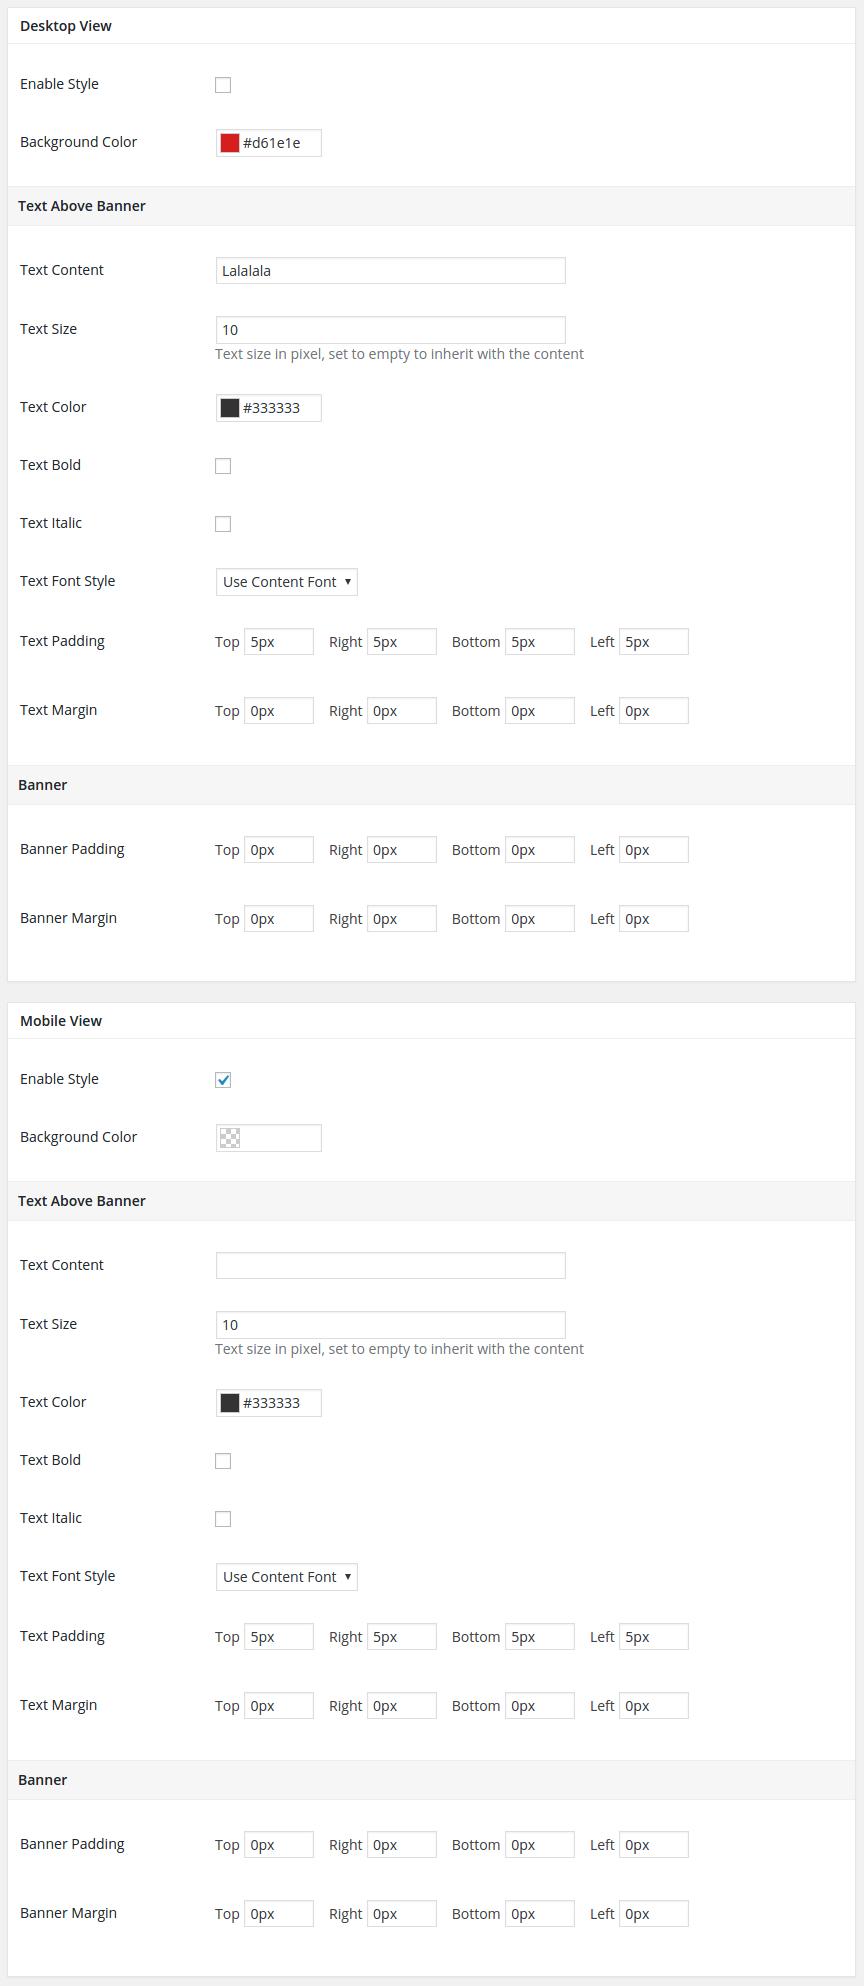 Desktop View
Enable Style
Background Color #d61e1e
Text Above Banner
Text Content Lalalala
Text Size 10
Text size in pixel, set to empty to inherit with the content
Text Color #333333
Text Bold
Text Italic
Text Font Style Use Content Font
Text Padding Top 5px Right 5px Bottom 5px Left 5px
Text Margin Top 0px Right 0px Bottom 0px Left 0px
Banner
Banner Padding Top 0px Right 0px Bottom 0px Left 0px
Banner Margin Top 0px Right 0px Bottom 0px Left 0px
Mobile View
Enable Style
Background Color
Text Above Banner
Text Content
Text Size 10
Text size in pixel, set to empty to inherit with the content
Text Color #333333
Text Bold
Text Italic
Text Font Style Use Content Font
Text Padding Top 5px Right 5px Bottom 5px Left 5px
Text Margin Top 0px Right 0px Bottom 0px Left 0px
Banner
Banner Padding Top 0px Right 0px Bottom 0px Left 0px
Banner Margin Top 0px Right 0px Bottom 0px Left 0px